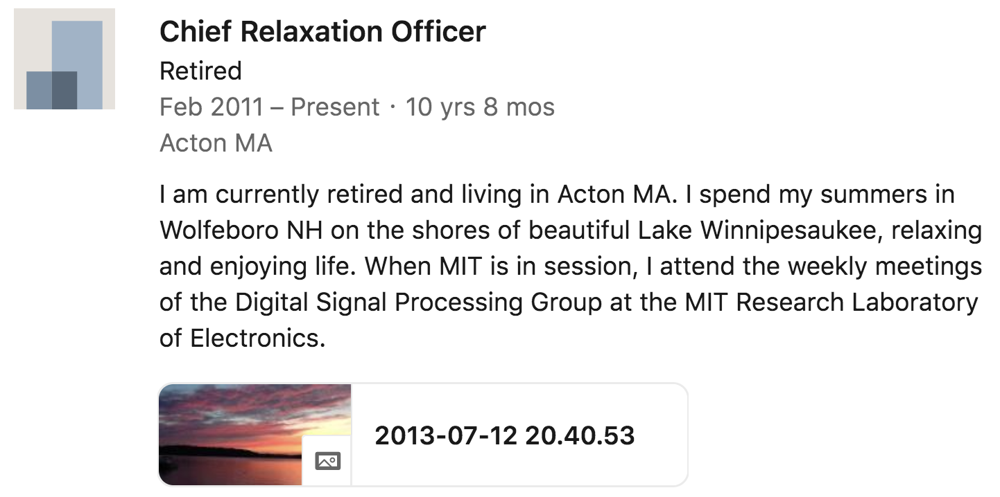 Chief Relaxation Officer
Retired
Feb 2011 – Present · 10 yrs 8 mos
Acton MA
I am currently retired and living in Acton MA. I spend my summers in
Wolfeboro NH on the shores of beautiful Lake Winnipesaukee, relaxing
and enjoying life. When MIT is in session, I attend the weekly meetings
of the Digital Signal Processing Group at the MIT Research Laboratory
of Electronics.
2013-07-12 20.40.53